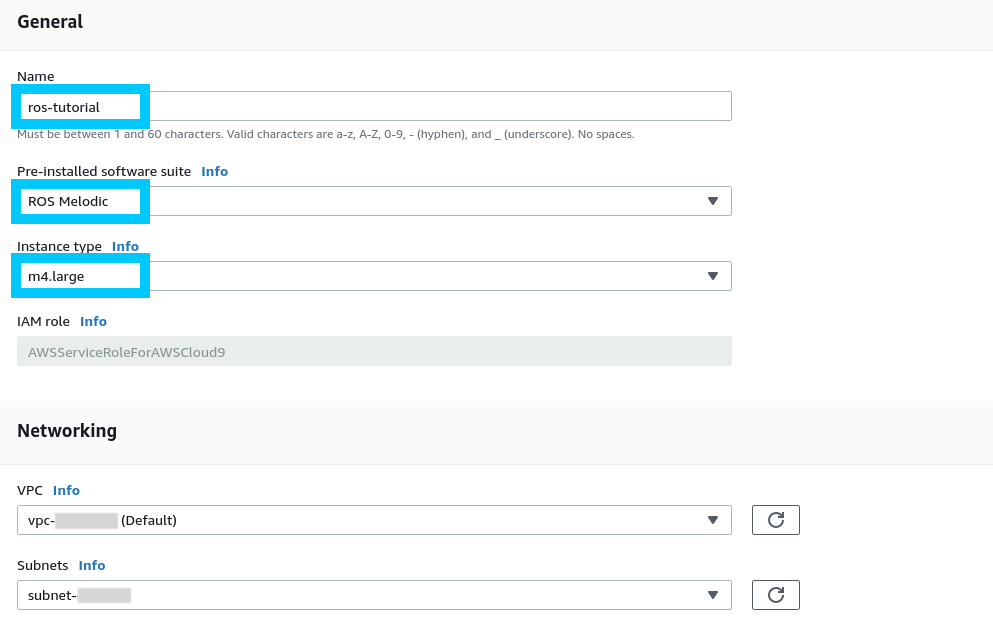 General
Name
ros-tutorial
Must be between 1 and 60 characters. Valid characters are a-z, A-Z, 0-9, - (hyphen), and _ (underscore). No spaces.
Pre-installed software suite Info
ROS Melodic
Instance type Info
m4.large
IAM role Info
AWSServiceRoleForAWSCloud9
Networking
VPC Info
vpc- (Default)
Subnets Info
subnet-